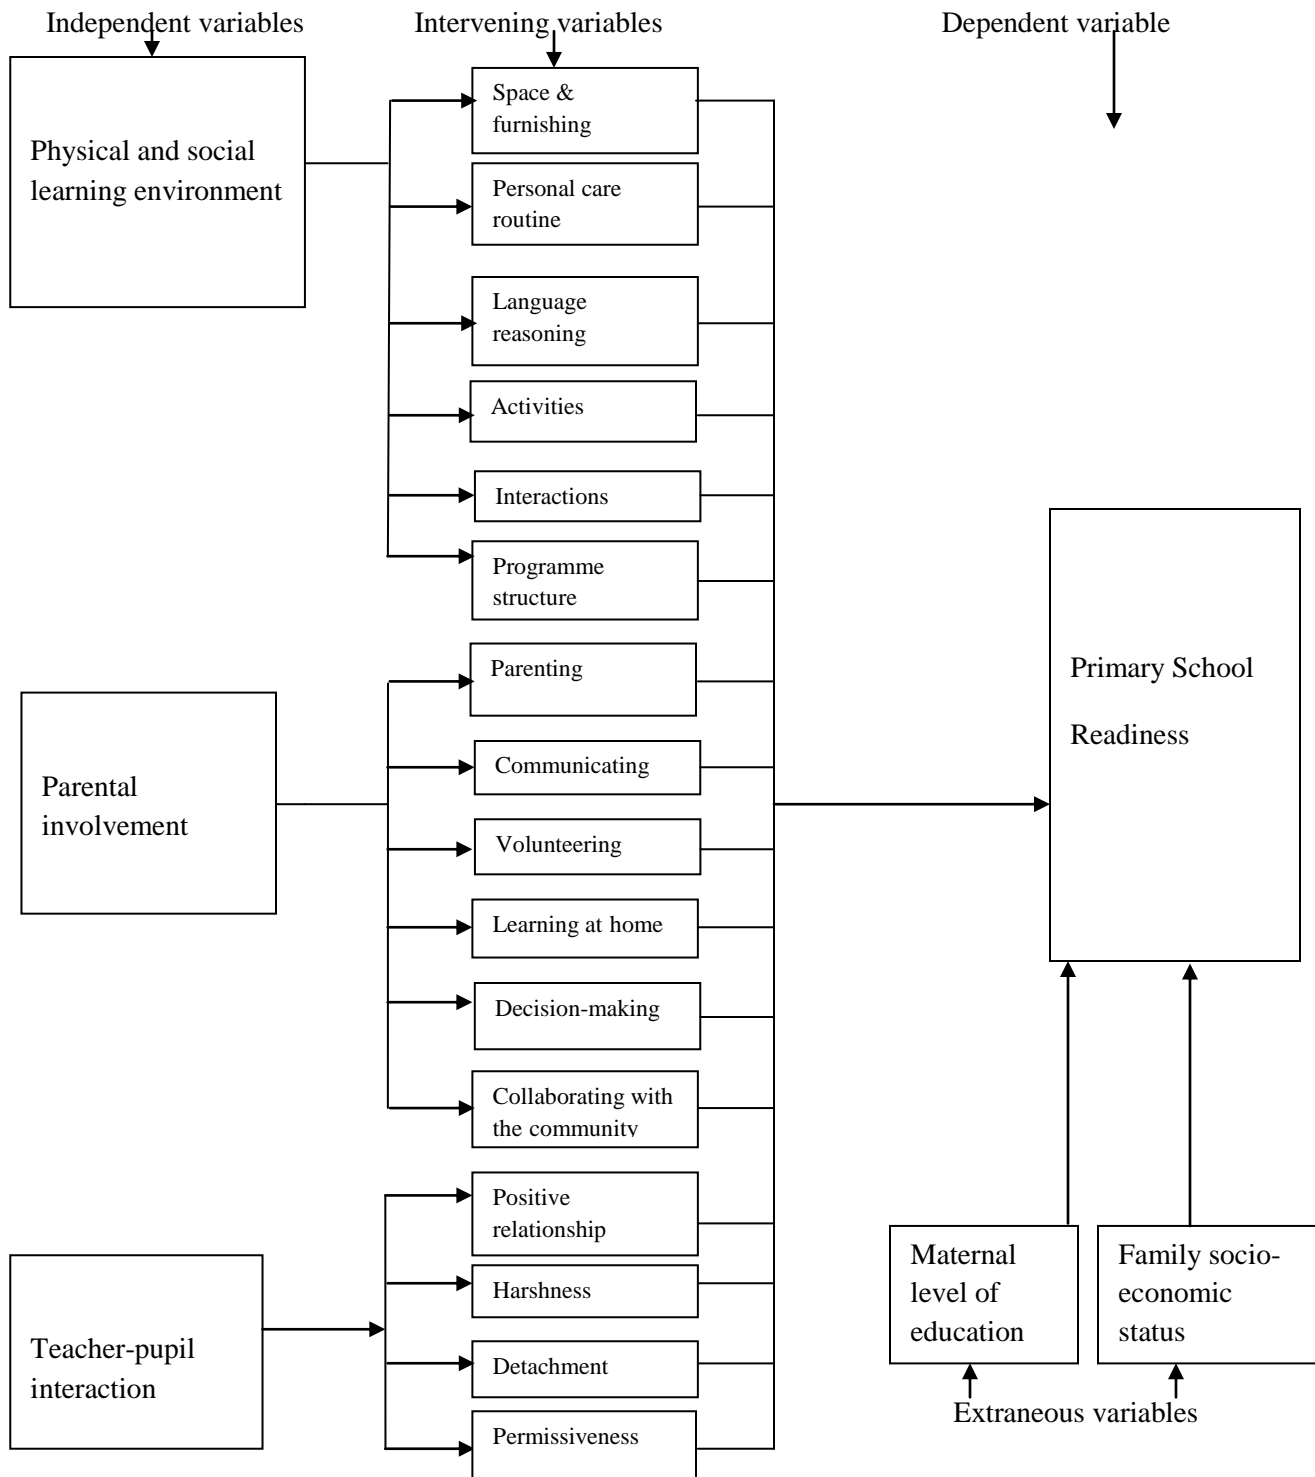 Independent variables
Intervening variables
Dependent variable
Physical and social
learning environment
Space &
furnishing
Personal care
routine
Language
reasoning
Activities
Interactions
Programme
structure
Parental
involvement
Parenting
Communicating
Volunteering
Learning at home
Decision-making
Collaborating with
the community
Teacher-pupil
interaction
Positive
relationship
Harshness
Detachment
Permissiveness
Primary School
Readiness
Maternal
level of
education
Family socio-
economic
status
Extraneous variables